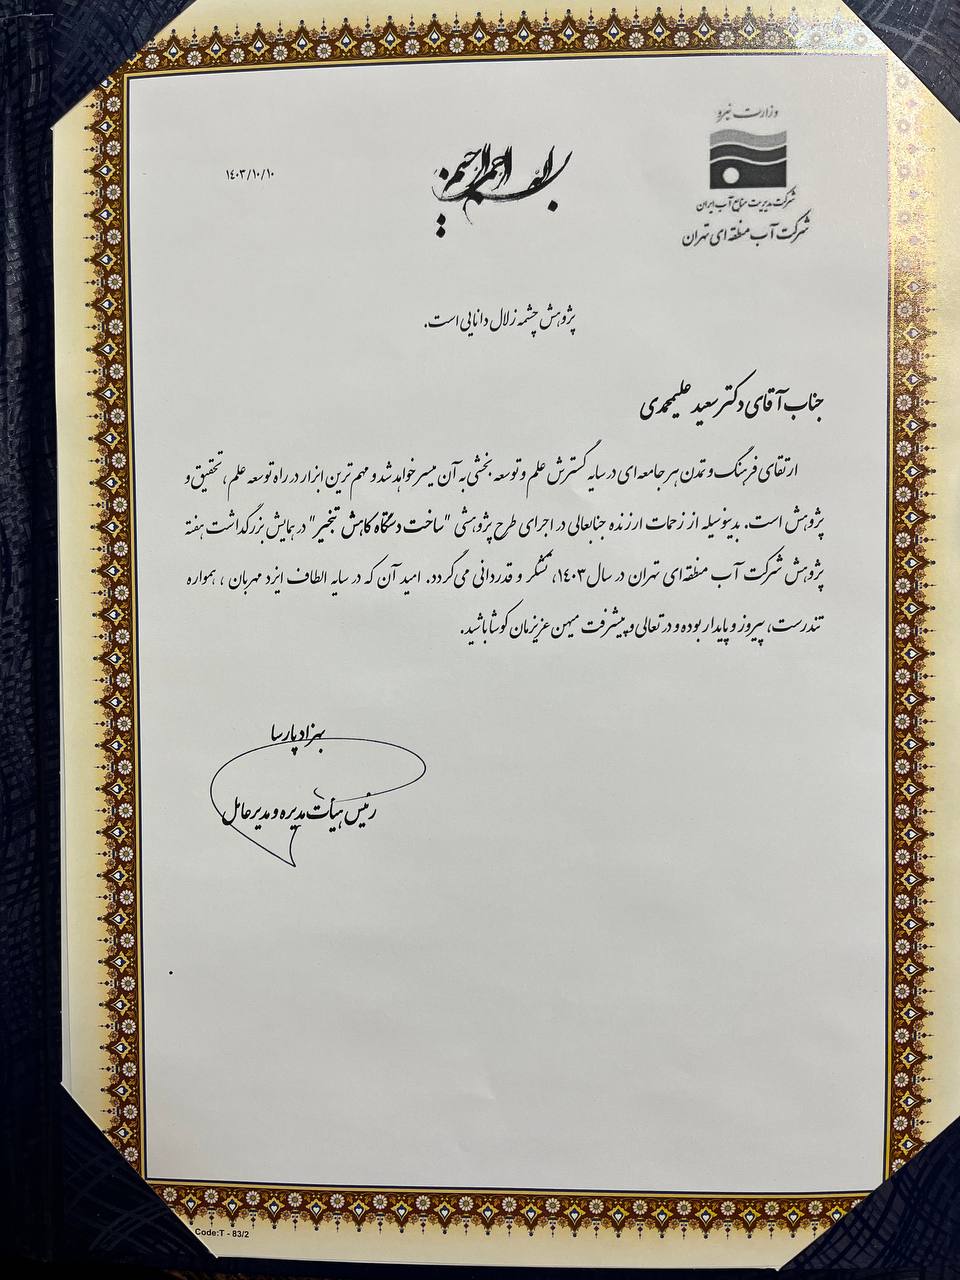 وزارت نیرو
شرکت مدیریت منابع آب ایران
شرکت آب منطقه ای تهران
بسم الله الرحمن الرحیم
۱۴۰۳/۱۰/۱۰
پژوهش چشمه زلال دانایی است.
جناب آقای دکتر سعید علیمحمدی
ارتقای فرهنگ و تمدن هر جامعه ای در سایه گسترش علم و توسعه بخشی به آن میسر خواهد شد و مهم ترین ابزار در راه توسعه علم، تحقیق و
پژوهش است. بدینوسیله از زحمات ارزنده جنابعالی در اجرای طرح پژوهشی "ساخت دستگاه کاهش تبخیر" در همایش بزرگداشت هفته
پژوهش شرکت آب منطقه ای تهران در سال ۱۴۰۳، تشکر و قدردانی می گردد. امید آن که در سایه الطاف ایزد مهربان ، همواره
تندرست، پیروز و پایدار بوده و در تعالی و پیشرفت میهن عزیزمان کوشا باشید.
بهزاد پارسا
رئیس هیأت مدیره و مدیرعامل
Code:T - 83/2